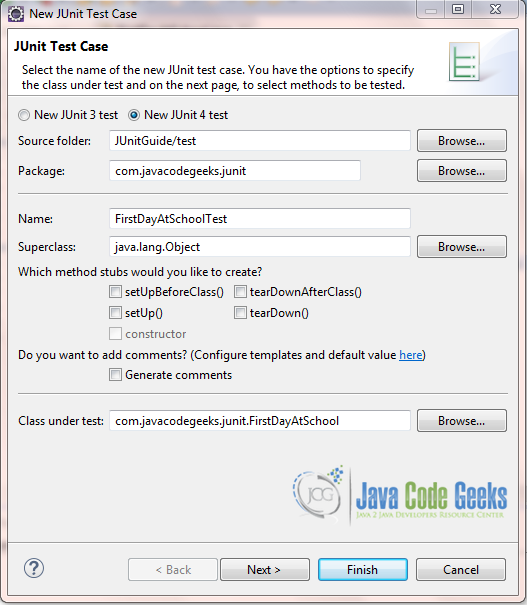 New JUnit Test Case
JUnit Test Case
Select the name of the new JUnit test case. You have the options to specify
the class under test and on the next page, to select methods to be tested.
New JUnit 3 test New JUnit 4 test
Source folder: JUnitGuide/test Browse...
Package: com.javacodegeeks.junit Browse...
Name: FirstDayAtSchoolTest
Superclass: java.lang.Object Browse...
Which method stubs would you like to create?
setUpBeforeClass() tearDownAfterClass()
setUp() tearDown()
constructor
Do you want to add comments? (Configure templates and default value here)
Generate comments
Class under test: com.javacodegeeks.junit.FirstDayAtSchool Browse...
JCG Java Code Geeks
Java 2 Java Developers Resource Center
? < Back Next > Finish Cancel